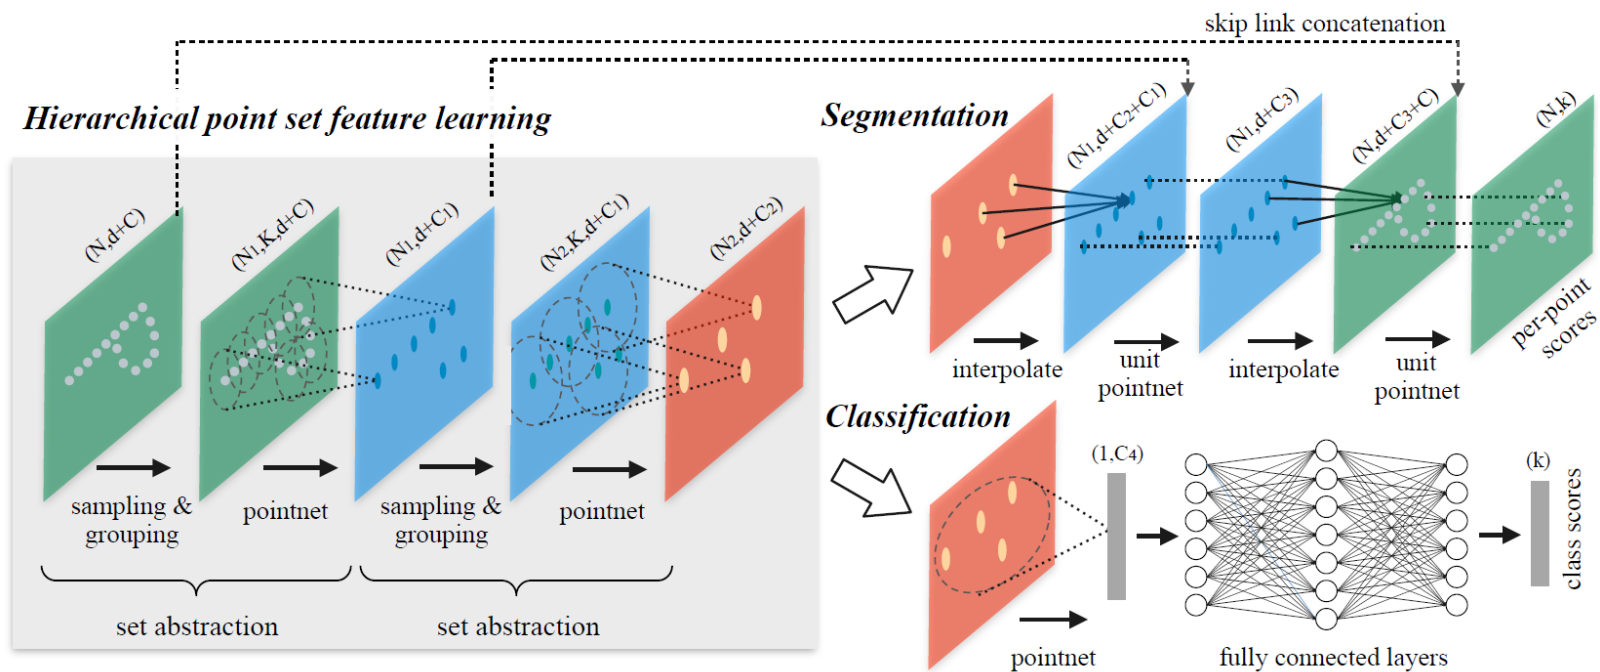 skip link concatenation
Hierarchical point set feature learning
(N,d+C)
(N1,K,d+C)
(N1,d+C1)
(N2,K,d+C1)
(N2,d+C2)
sampling &
grouping
pointnet
sampling &
grouping
pointnet
set abstraction
set abstraction
Segmentation
(N1,d+C2+C1)
(N1,d+C3)
(N,d+C3+C)
(N,k)
per-point
scores
interpolate
unit
pointnet
interpolate
unit
pointnet
Classification
(1,C4)
(k)
class scores
pointnet
fully connected layers